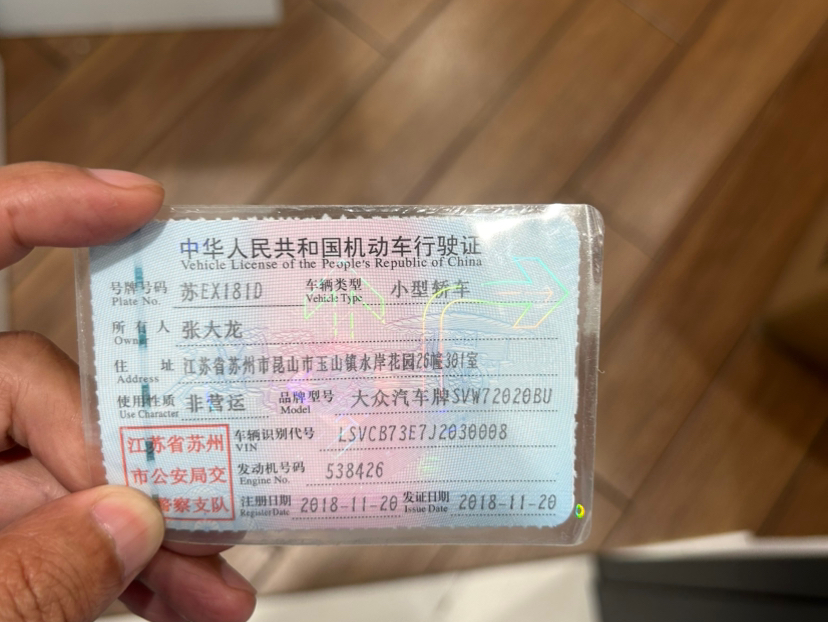 中华人民共和国机动车行驶证
Vehicle License of the People's Republic of China
号牌号码 苏EX181D 车辆类型 小型轿车
Plate No. Vehicle Type
所有人 张大龙
Owner
住址 江苏省苏州市昆山市玉山镇水岸花园26幢301室
Address
使用性质 非营运 品牌型号 大众汽车牌SVW72020BU
Use Character Model
江苏省苏州 车辆识别代号 LSVCB73E7J2030008
VIN
市公安局交 发动机号码 538426
Engine No.
警察支队 注册日期 2018-11-20 发证日期 2018-11-20
Register Date Issue Date